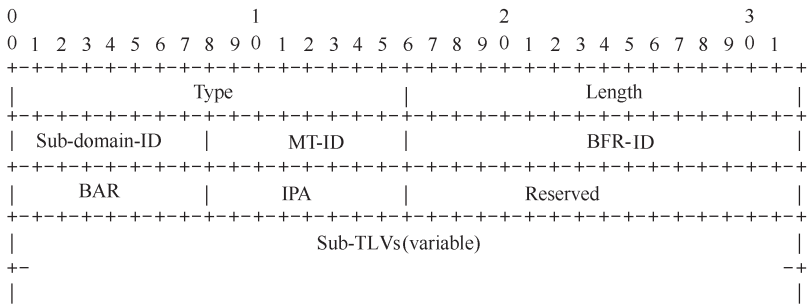 0 1 2 3
0 1 2 3 4 5 6 7 8 9 0 1 2 3 4 5 6 7 8 9 0 1 2 3 4 5 6 7 8 9 0 1
+-+-+-+-+-+-+-+-+-+-+-+-+-+-+-+-+-+-+-+-+-+-+-+-+-+-+-+-+-+-+-+-+
| Type | Length |
+-+-+-+-+-+-+-+-+-+-+-+-+-+-+-+-+-+-+-+-+-+-+-+-+-+-+-+-+-+-+-+-+
| Sub-domain-ID | MT-ID | BFR-ID |
+-+-+-+-+-+-+-+-+-+-+-+-+-+-+-+-+-+-+-+-+-+-+-+-+-+-+-+-+-+-+-+-+
| BAR | IPA | Reserved |
+-+-+-+-+-+-+-+-+-+-+-+-+-+-+-+-+-+-+-+-+-+-+-+-+-+-+-+-+-+-+-+-+
| Sub-TLVs(variable) |
+- -+
| |